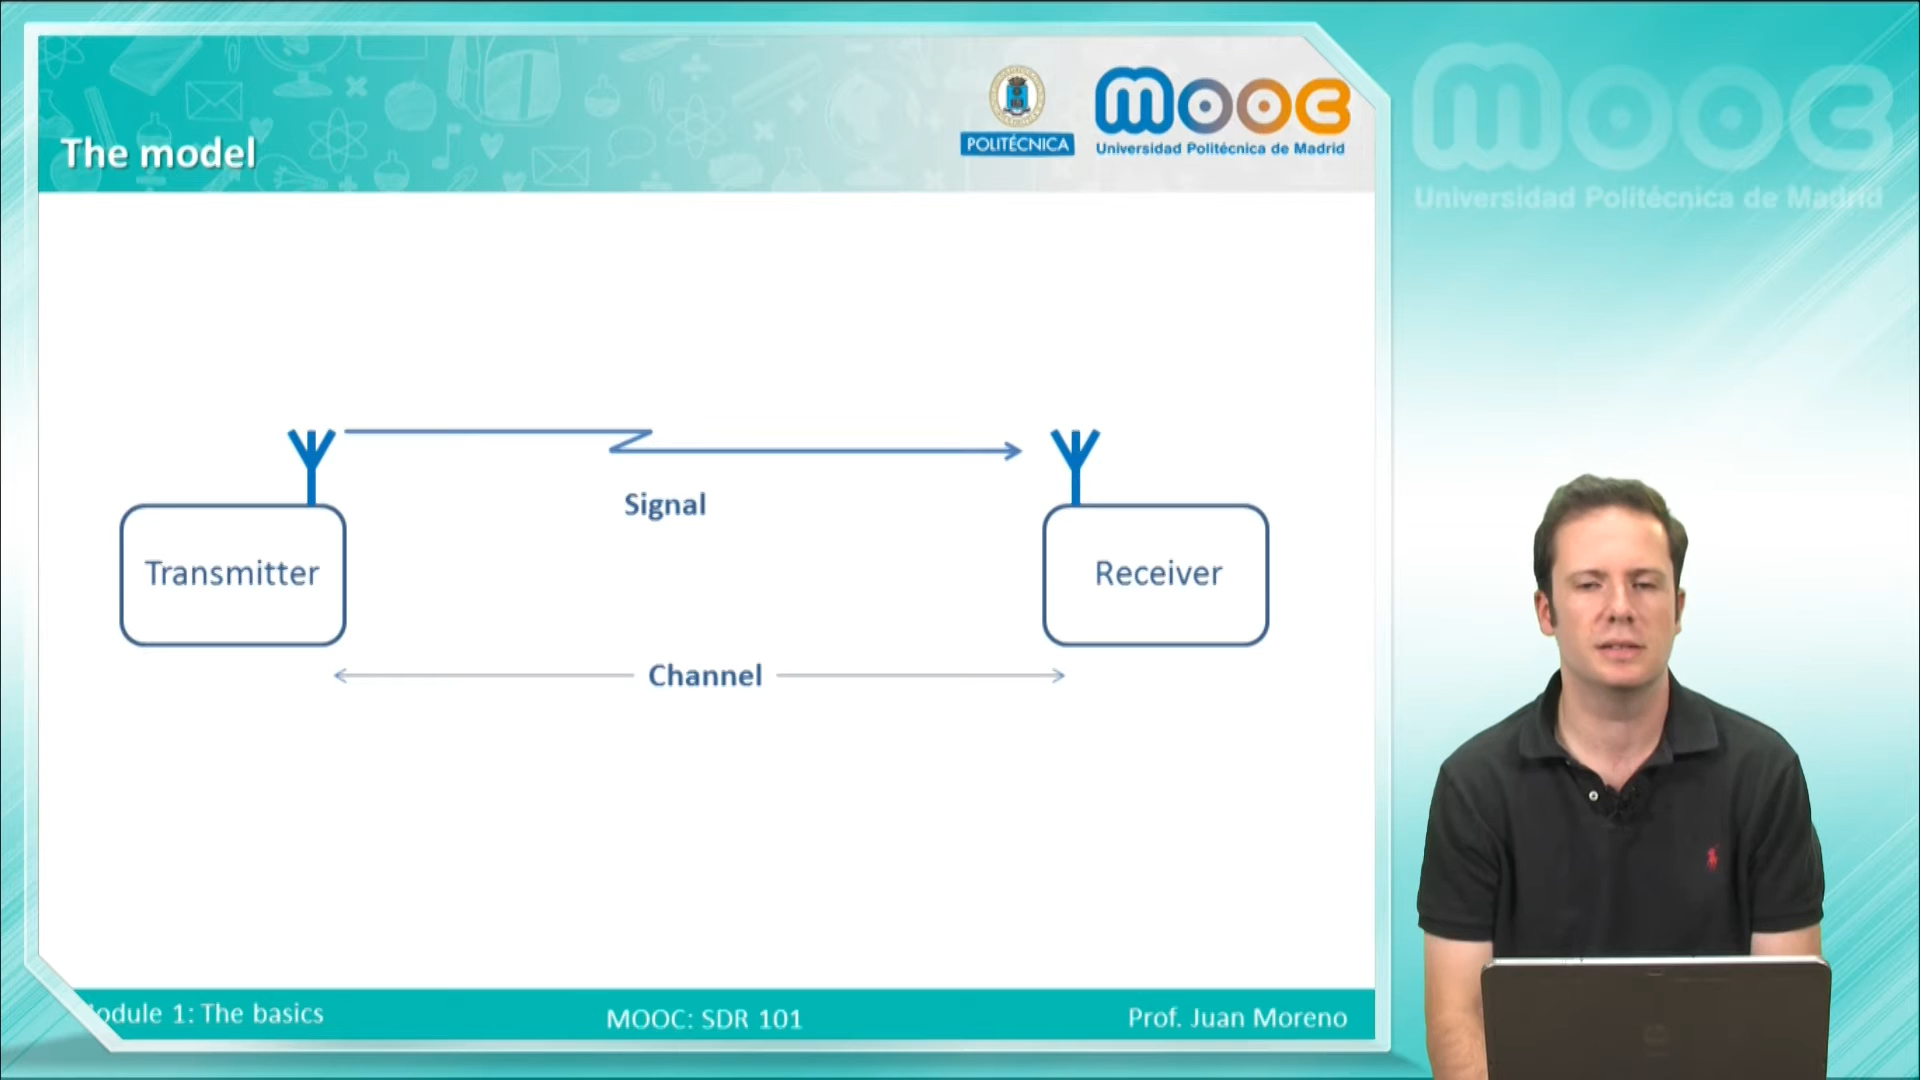 The model
POLITÉCNICA
mooc
Universidad Politécnica de Madrid
mooc
Universidad Politécnica de Madrid
Signal
Transmitter
Receiver
Channel
odule 1: The basics
MOOC: SDR 101
Prof. Juan Moreno